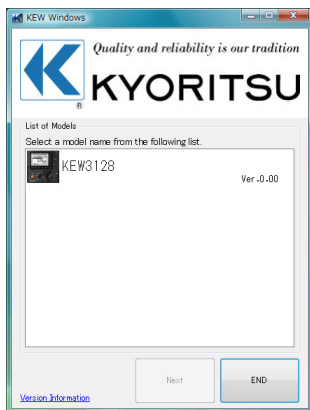 KEW Windows
Quality and reliability is our tradition
KYORITSU
®
List of Models
Select a model name from the following list.
KEW3128
Ver.0.00
Next
END
Version Information